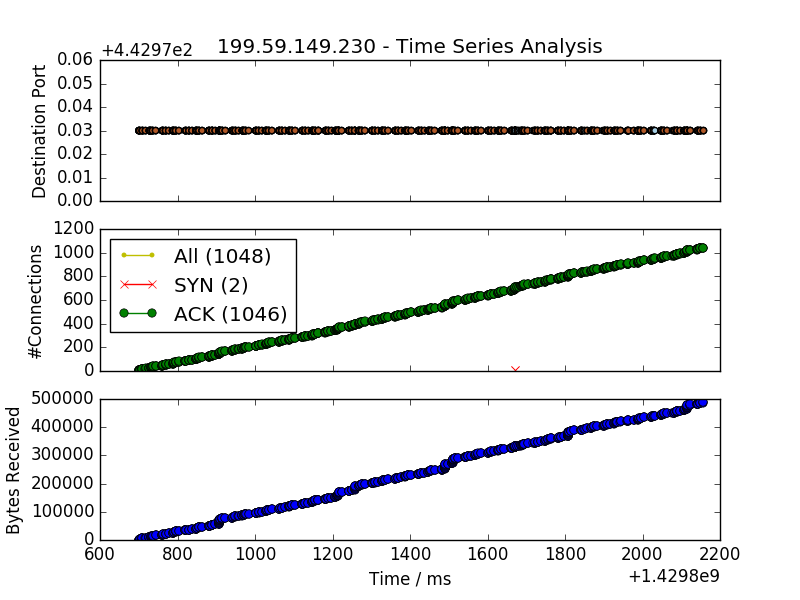 +4.4297e2
199.59.149.230 - Time Series Analysis
0.06
0.05
0.04
0.03
0.02
0.01
0.00
Destination Port
1200
1000
800
600
400
200
0
#Connections
All (1048)
SYN (2)
ACK (1046)
500000
400000
300000
200000
100000
0
Bytes Received
600 800 1000 1200 1400 1600 1800 2000 2200
Time / ms
+1.4298e9